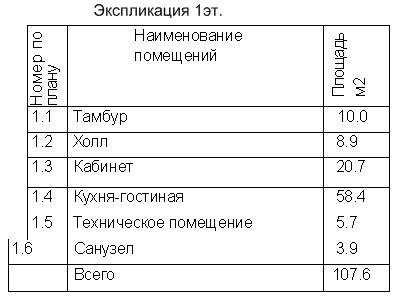 Экспликация 1эт.
Номер по плану Наименование помещений Площадь м2
1.1 Тамбур 10.0
1.2 Холл 8.9
1.3 Кабинет 20.7
1.4 Кухня-гостиная 58.4
1.5 Техническое помещение 5.7
1.6 Санузел 3.9
Всего 107.6